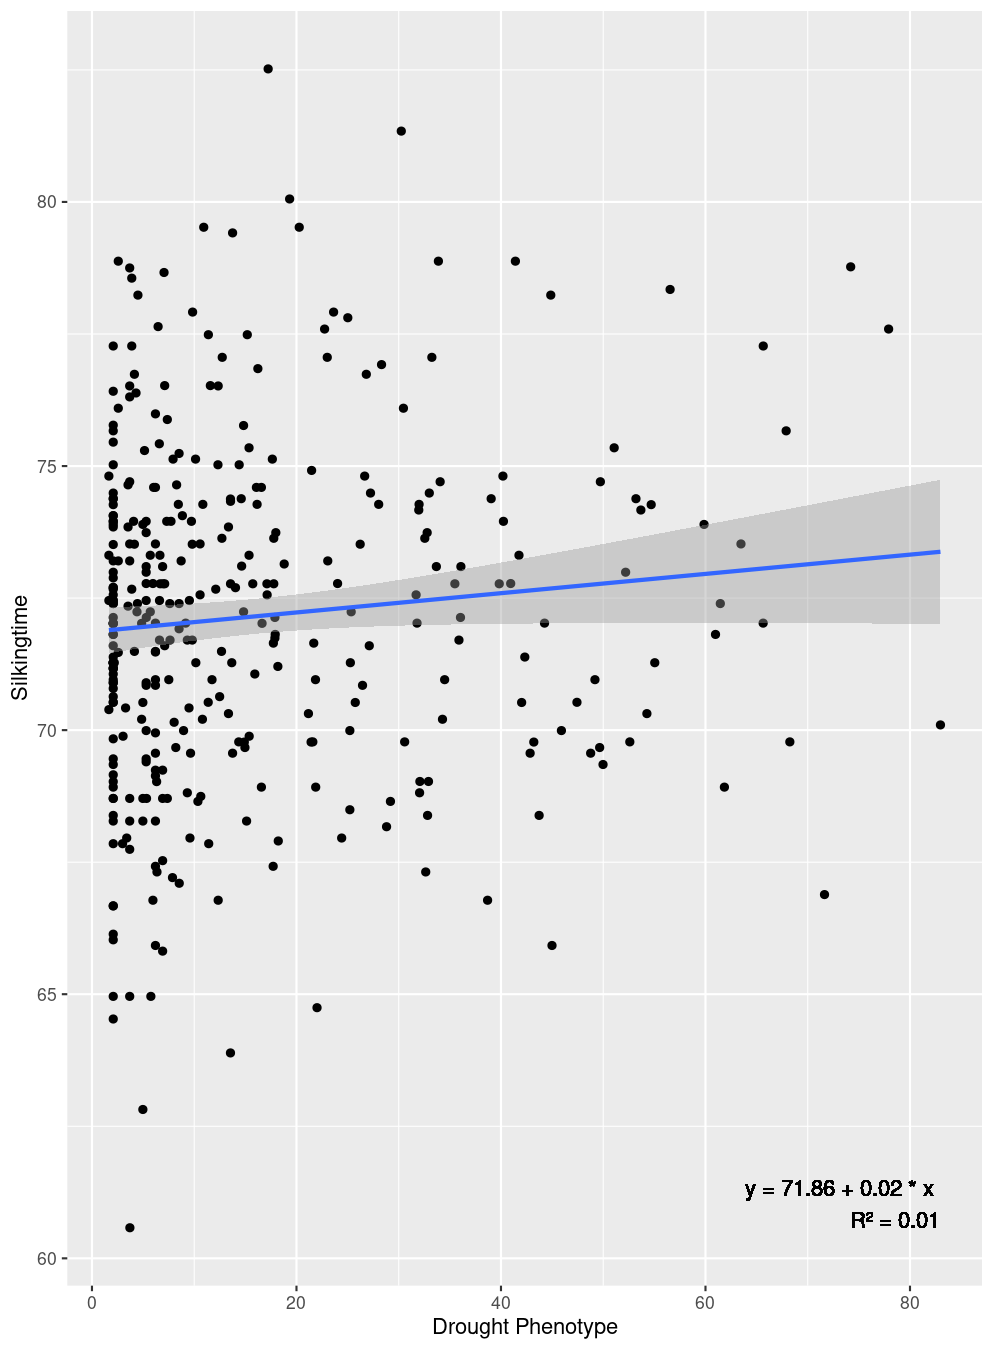 80
75
70
65
60
Silkingtime
y = 71.86 + 0.02 * x
R² = 0.01
0 20 40 60 80
Drought Phenotype